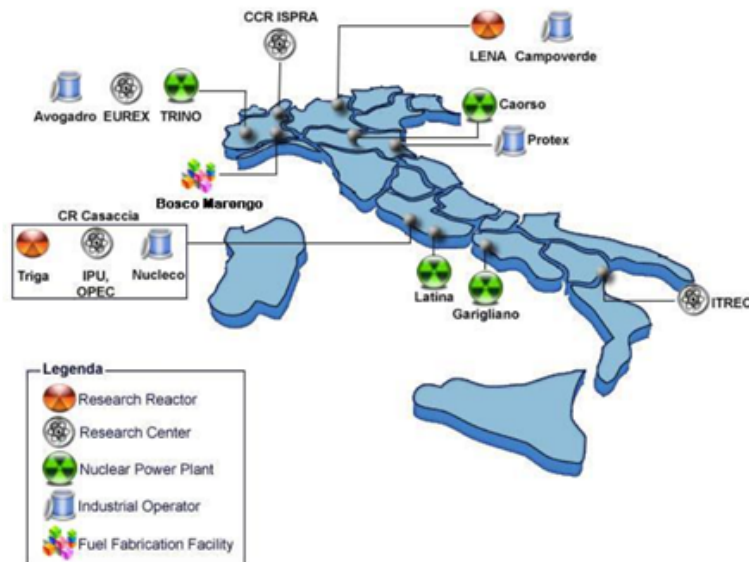 CCR ISPRA
LENA
Campoverde
Avogadro
EUREX
TRINO
Caorso
Protex
Bosco Marengo
CR Casaccia
Triga
IPU,
OPEC
Nucleco
Latina
Garigliano
ITREC
Legenda
Research Reactor
Research Center
Nuclear Power Plant
Industrial Operator
Fuel Fabrication Facility